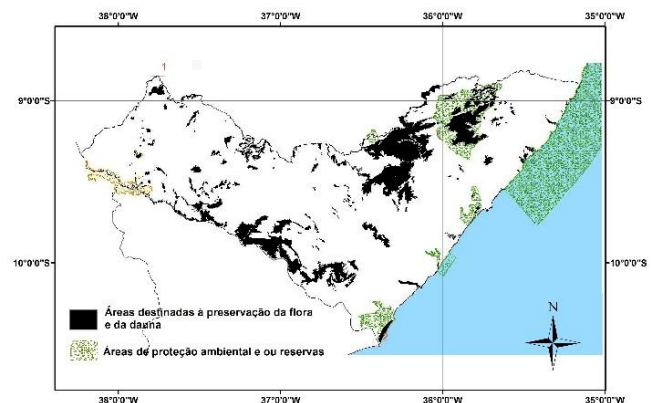 38°0'0"W 37°0'0"W 36°0'0"W 35°0'0"W
1
9°0'0"S 9°0'0"S
10°0'0"S 10°0'0"S
Áreas destinadas à preservação da flora
e da dauna
Áreas de proteção ambiental e ou reservas
N
38°0'0"W 37°0'0"W 36°0'0"W 35°0'0"W